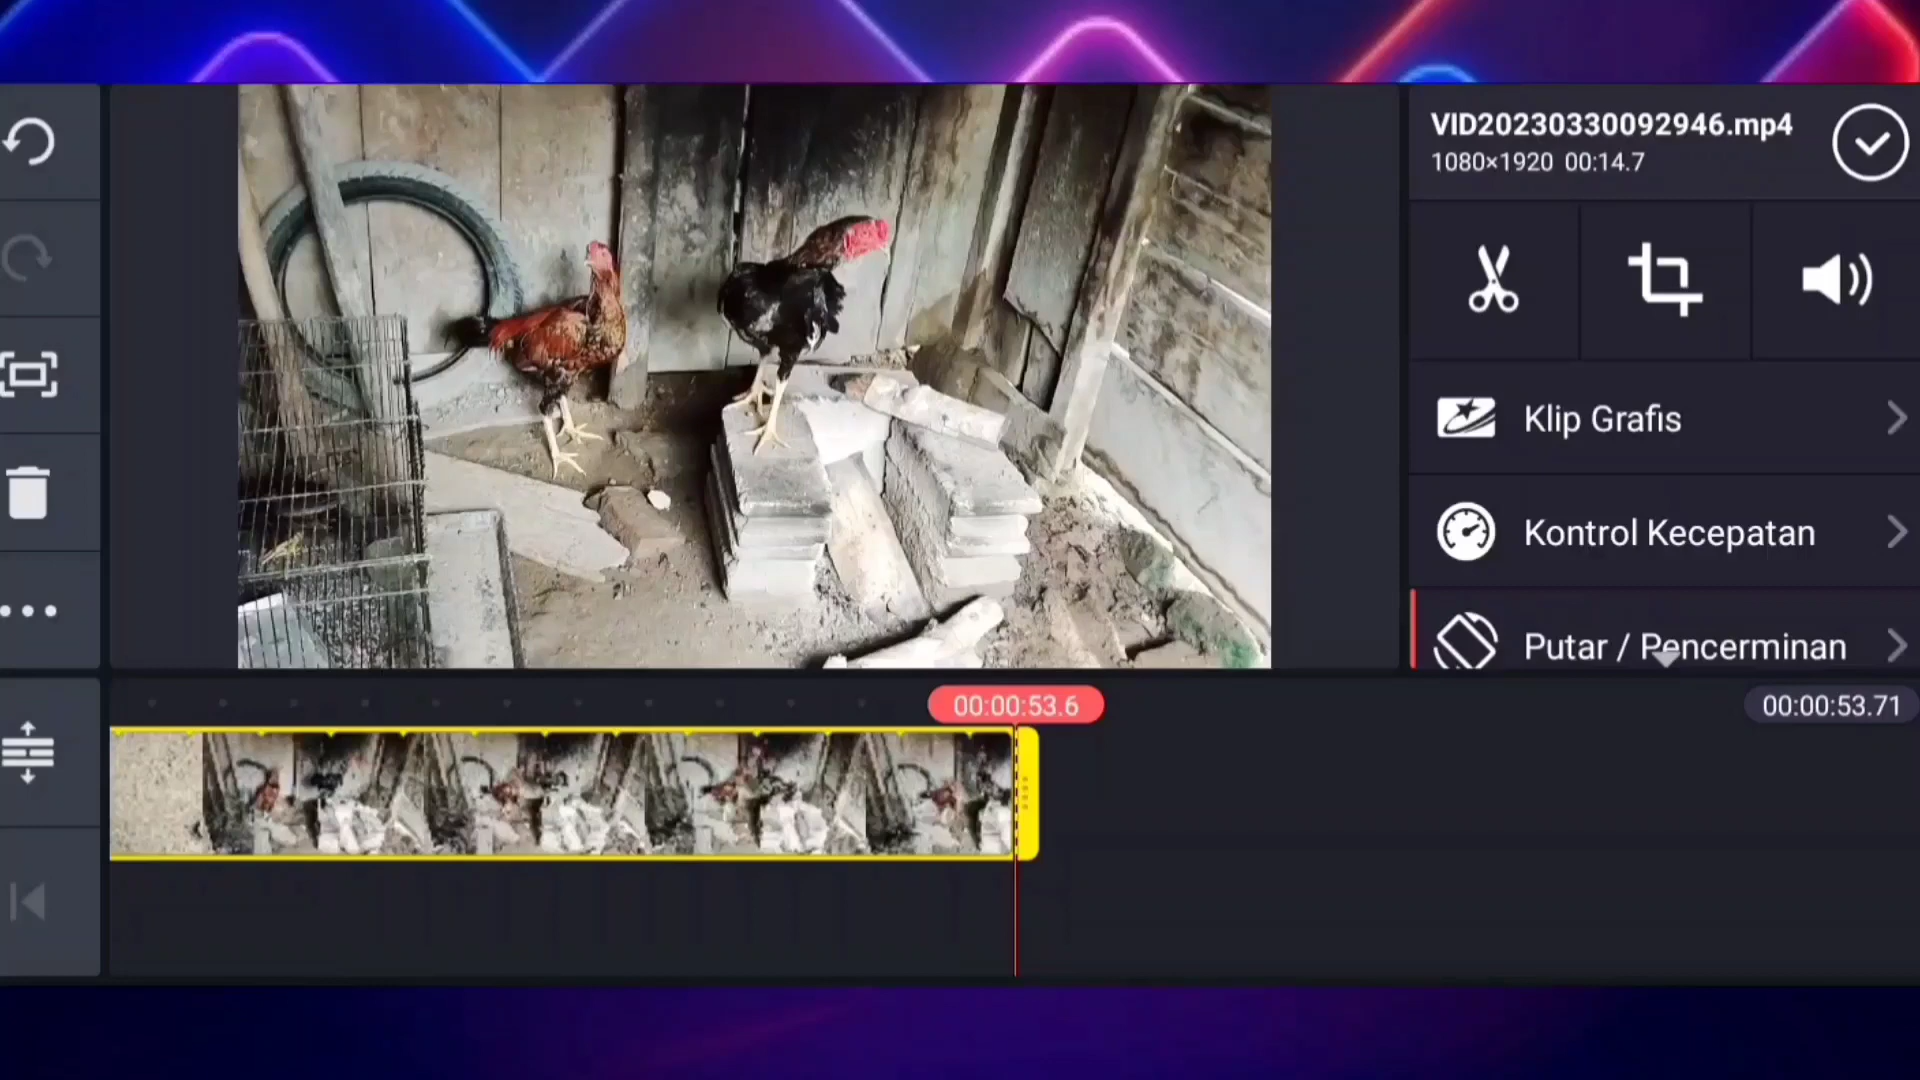 VID20230330092946.mp4
1080×1920 00:14.7
Klip Grafis
Kontrol Kecepatan
Putar / Pencerminan
00:00:53.6
00:00:53.71